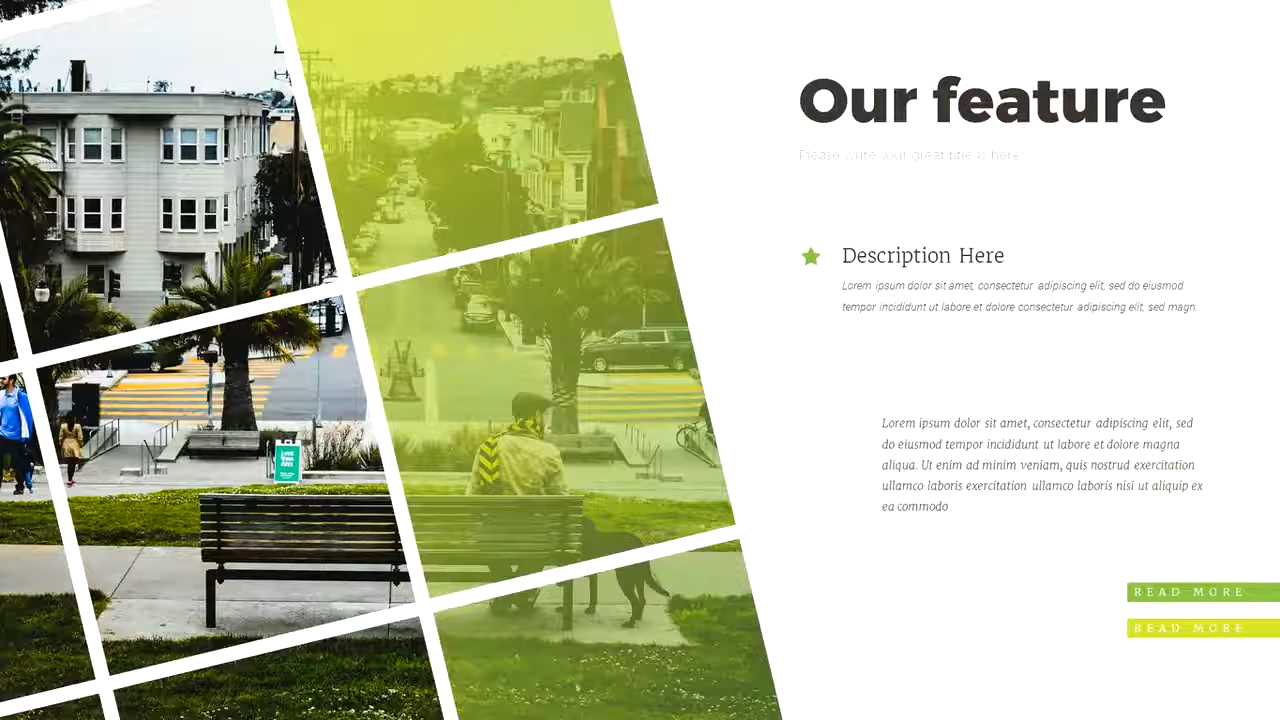 Our feature
Please write your great title is here
Description Here
Lorem ipsum dolor sit amet, consectetur adipiscing elit, sed do eiusmod
tempor incididunt ut labore et dolore consectetur adipiscing elit, sed magn.
Lorem ipsum dolor sit amet, consectetur adipiscing elit, sed
do eiusmod tempor incididunt ut labore et dolore magna
aliqua. Ut enim ad minim veniam, quis nostrud exercitation
ullamco laboris exercitation ullamco laboris nisi ut aliquip ex
ea commodo
READ MORE
READ MORE